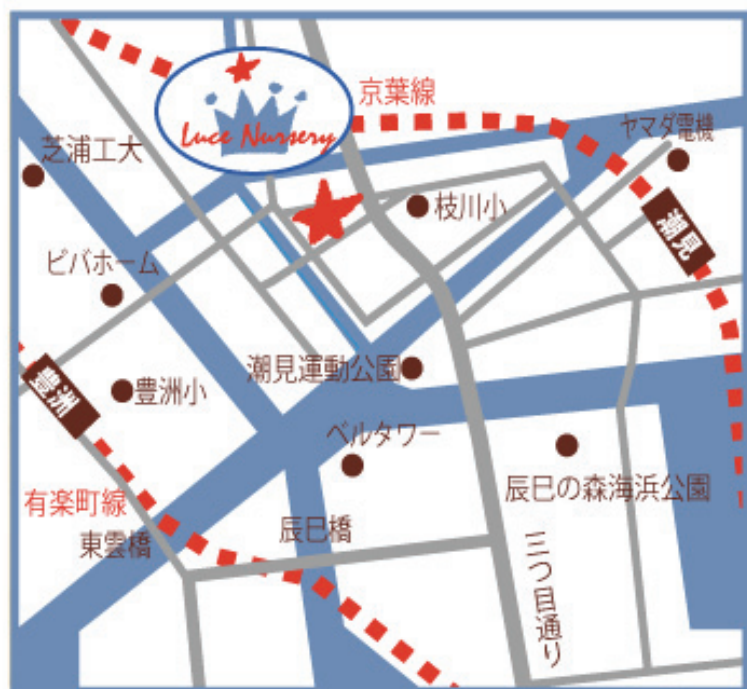 京葉線
Luce Nursery
ヤマダ電機
芝浦工大
枝川小
潮見
ビバホーム
潮見運動公園
豊洲
豊洲小
ベルタワー
辰巳の森海浜公園
有楽町線
辰巳橋
東雲橋
三つ目通り